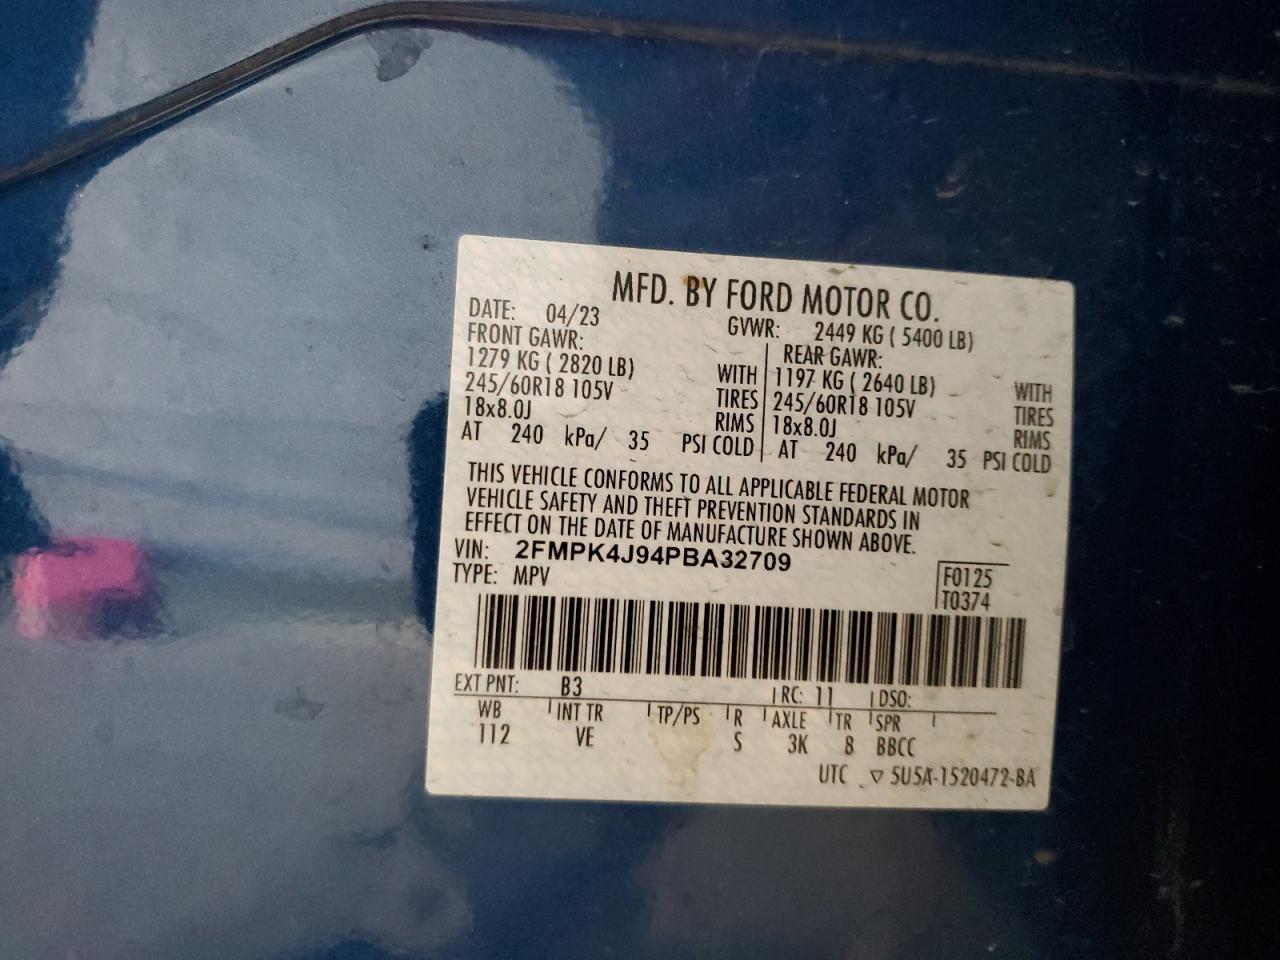 MFD. BY FORD MOTOR CO.
DATE: 04/23 GVWR: 2449 KG ( 5400 LB)
FRONT GAWR: REAR GAWR:
1279 KG ( 2820 LB) WITH 1197 KG ( 2640 LB) WITH
245/60R18 105V TIRES 245/60R18 105V TIRES
18x8.0J RIMS 18x8.0J RIMS
AT 240 kPa/ 35 PSI COLD AT 240 kPa/ 35 PSI COLD
THIS VEHICLE CONFORMS TO ALL APPLICABLE FEDERAL MOTOR
VEHICLE SAFETY AND THEFT PREVENTION STANDARDS IN
EFFECT ON THE DATE OF MANUFACTURE SHOWN ABOVE.
VIN: 2FMPK4J94PBA32709
TYPE: MPV
F0125
T0374
EXT PNT: B3 RC: 11 DSO:
WB INT TR TP/PS R AXLE TR SPR
112 VE S 3K 8 BBCC
UTC ▽ 5U5A-1520472-BA